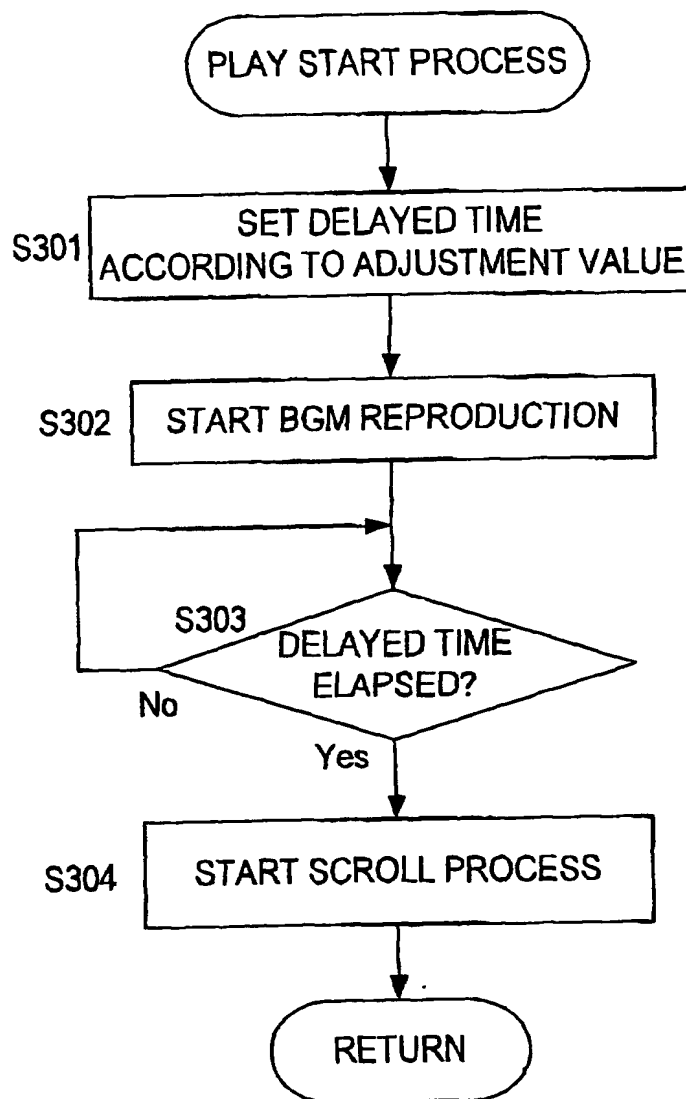 PLAY START PROCESS
S301
SET DELAYED TIME
ACCORDING TO ADJUSTMENT VALUE
S302
START BGM REPRODUCTION
S303
DELAYED TIME
ELAPSED?
No
Yes
S304
START SCROLL PROCESS
RETURN